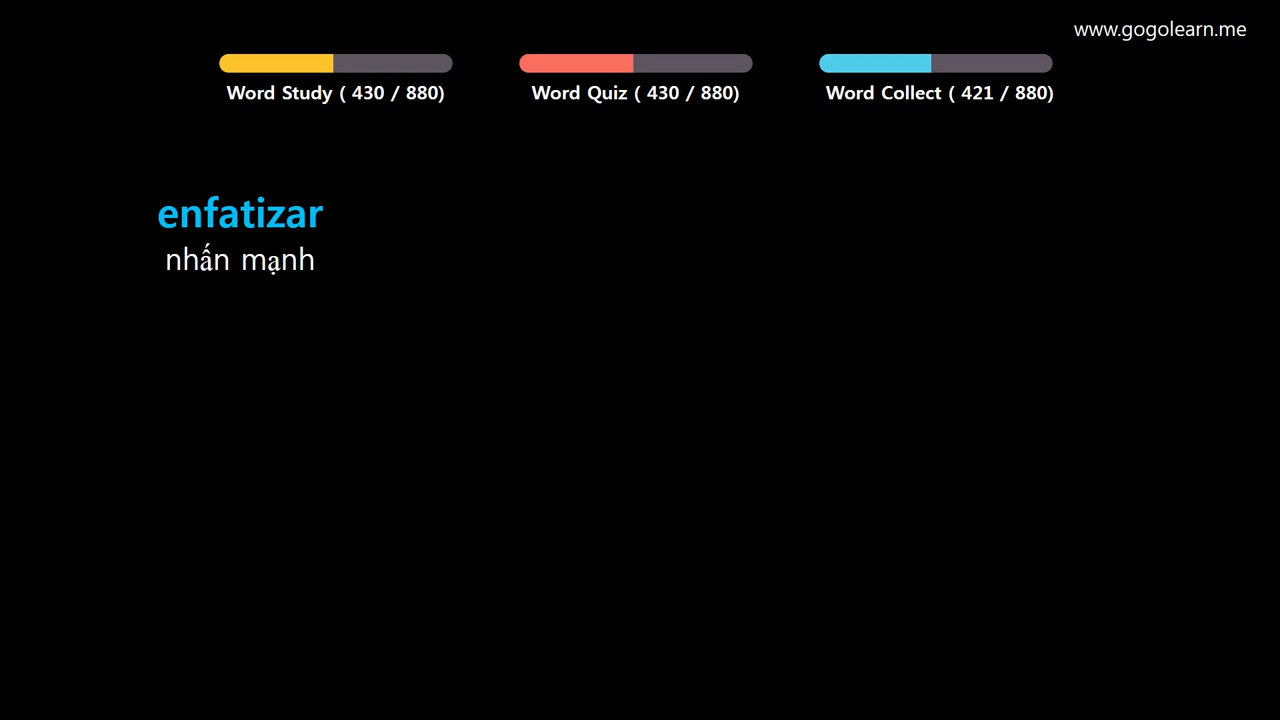 www.gogolearn.me
Word Study ( 430 / 880)
Word Quiz ( 430 / 880)
Word Collect ( 421 / 880)
enfatizar
nhấn mạnh